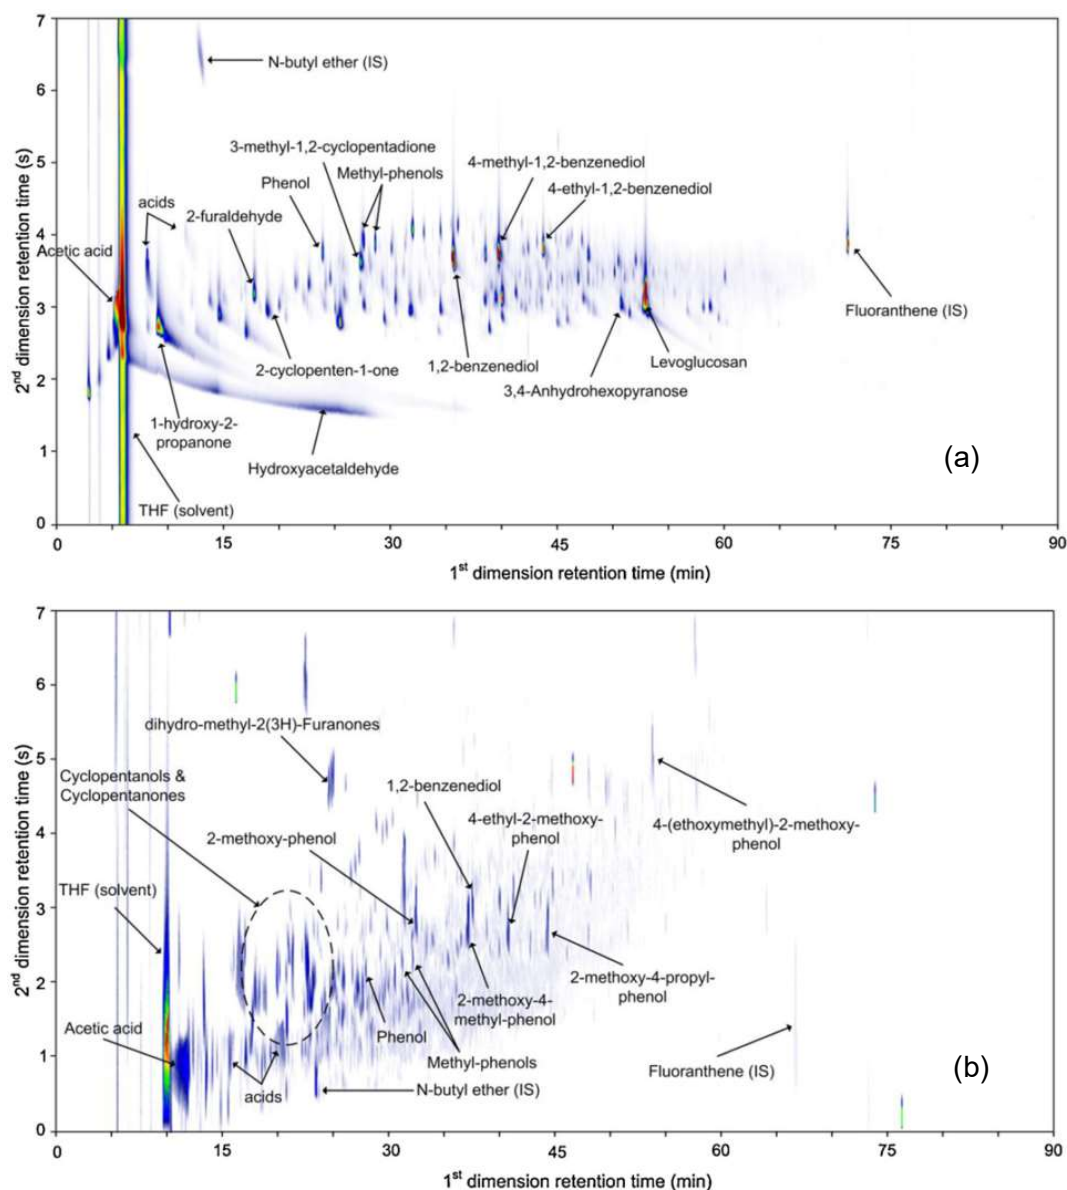 7
N-butyl ether (IS)
6
3-methyl-1,2-cyclopentadione
4-methyl-1,2-benzenediol
5
Phenol
Methyl-phenols
4-ethyl-1,2-benzenediol
acids
2-furaldehyde
4
Acetic acid
3
Fluoranthene (IS)
2-cyclopenten-1-one
1,2-benzenediol
Levoglucosan
3,4-Anhydrohexopyranose
2
1-hydroxy-2-
propanone
1
Hydroxyacetaldehyde
(a)
THF (solvent)
0
2nd dimension retention time (s)
0 15 30 45 60 75 90
1st dimension retention time (min)
7
6
dihydro-methyl-2(3H)-Furanones
5
Cyclopentanols &
Cyclopentanones
1,2-benzenediol
4-ethyl-2-methoxy-
phenol
4-(ethoxymethyl)-2-methoxy-
phenol
4
2-methoxy-phenol
THF (solvent)
3
2-methoxy-4-propyl-
phenol
2
2-methoxy-4-
methyl-phenol
Phenol
Acetic acid
Methyl-phenols
1
Fluoranthene (IS)
(b)
acids
N-butyl ether (IS)
0
2nd dimension retention time (s)
0 15 30 45 60 75 90
1st dimension retention time (min)